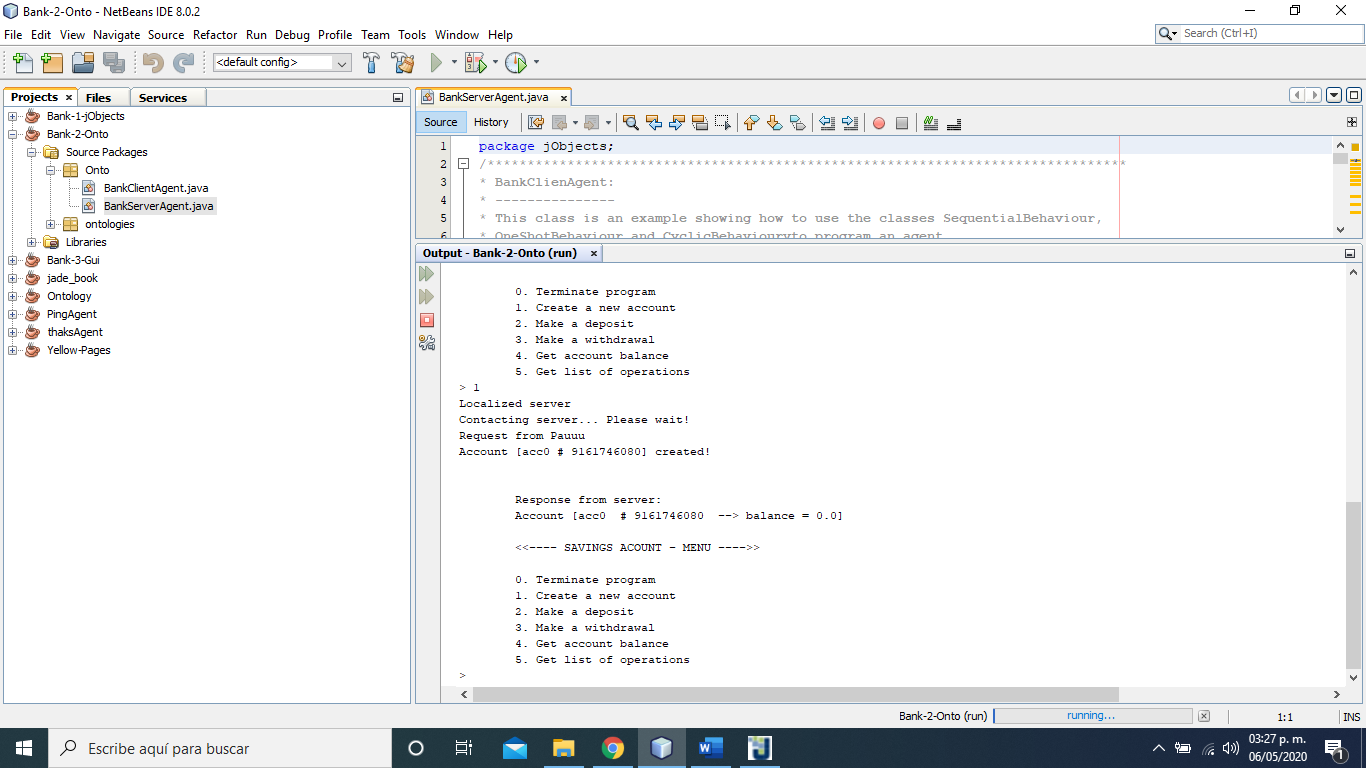 Bank-2-Onto - NetBeans IDE 8.0.2
File Edit View Navigate Source Refactor Run Debug Profile Team Tools Window Help
Search (Ctrl+I)
<default config>
Projects Files Services
Bank-1-jObjects
Bank-2-Onto
Source Packages
Onto
BankClientAgent.java
BankServerAgent.java
ontologies
Libraries
Bank-3-Gui
jade_book
Ontology
PingAgent
thaksAgent
Yellow-Pages
BankServerAgent.java
Source History
1 package jObjects;
2 /********************************************************************************
3 * BankClienAgent:
4 * ---------------
5 * This class is an example showing how to use the classes SequentialBehaviour,
6 * OneShotBehaviour and CyclicBehaviouryto program an agent
Output - Bank-2-Onto (run)
0. Terminate program
1. Create a new account
2. Make a deposit
3. Make a withdrawal
4. Get account balance
5. Get list of operations
> 1
Localized server
Contacting server... Please wait!
Request from Pauuu
Account [acc0 # 9161746080] created!
Response from server:
Account [acc0  # 9161746080  --> balance = 0.0]
<<---- SAVINGS ACOUNT - MENU ---->>
0. Terminate program
1. Create a new account
2. Make a deposit
3. Make a withdrawal
4. Get account balance
5. Get list of operations
>
Bank-2-Onto (run) running... 1:1 INS
Escribe aquí para buscar
03:27 p. m.
06/05/2020
1